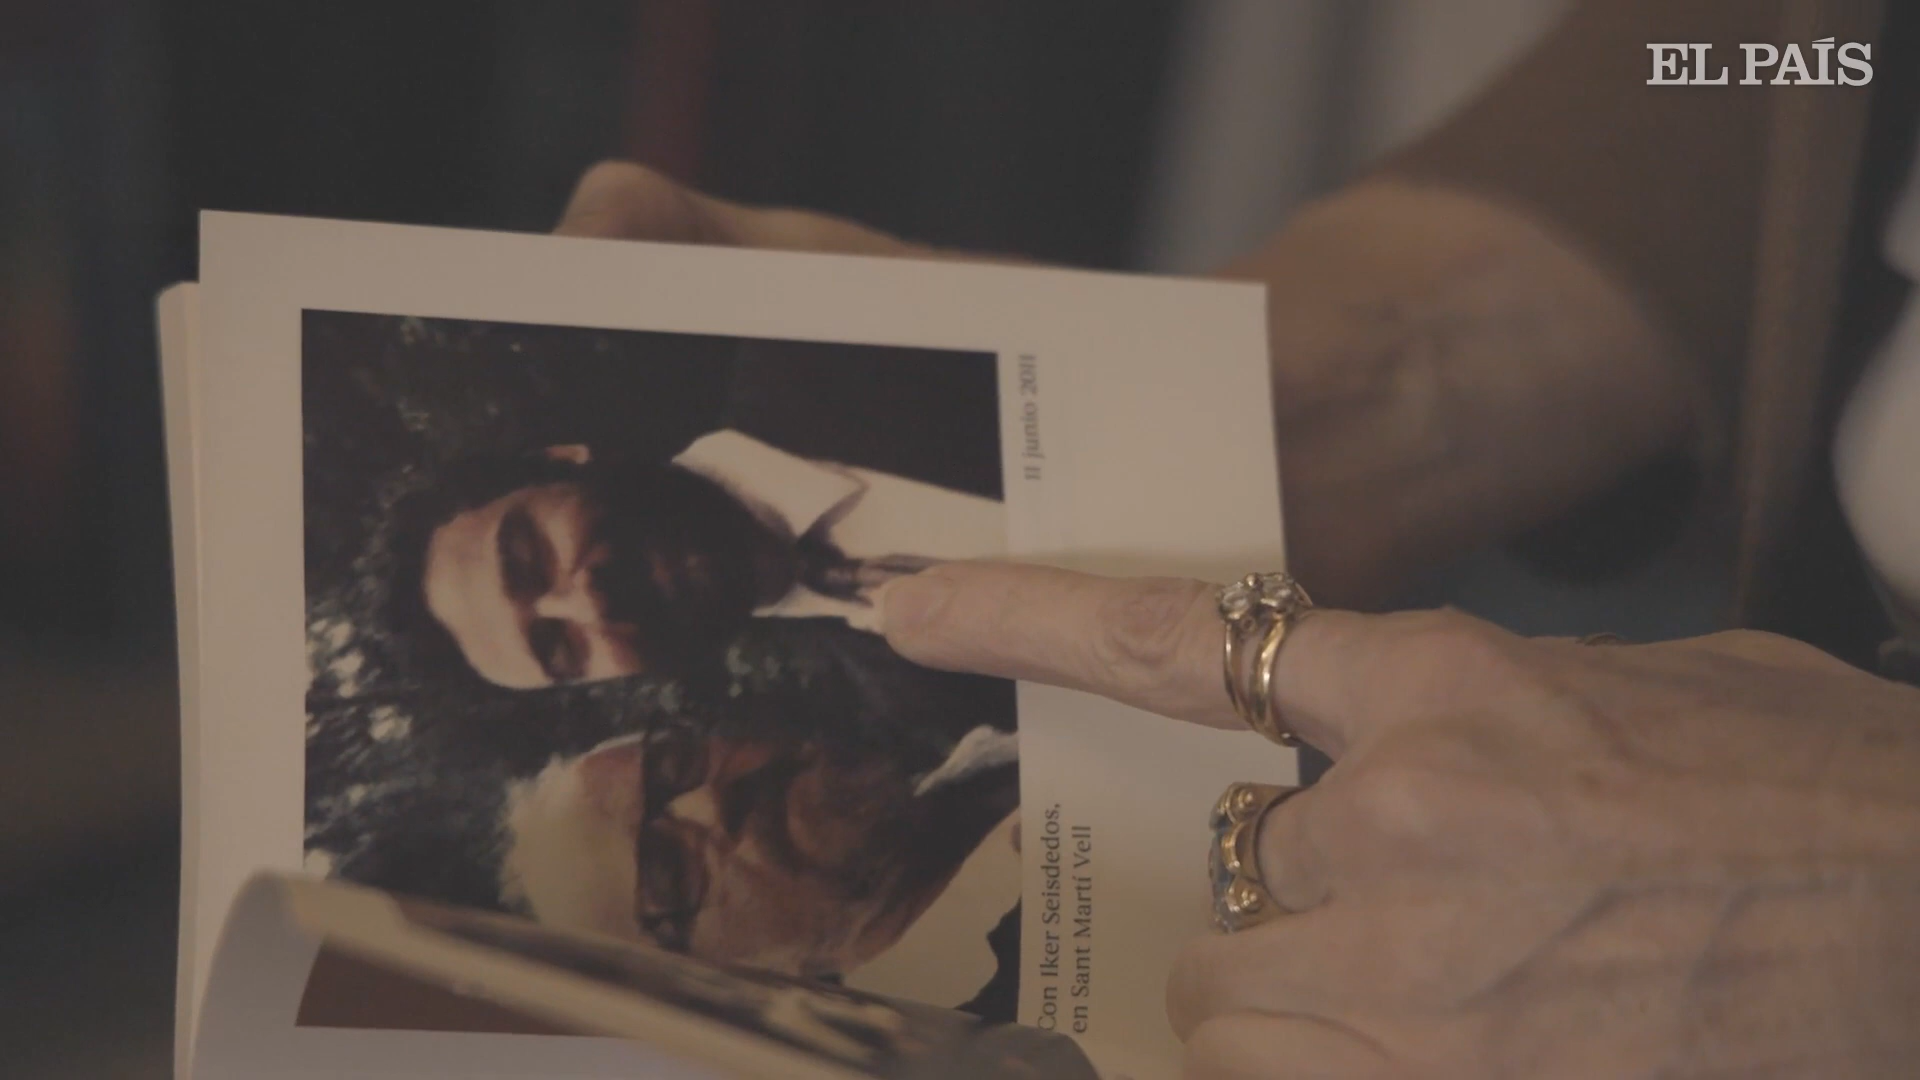 EL PAÍS
11 junio 2011
Con Iker Seisdedos,
en Sant Martí Vell